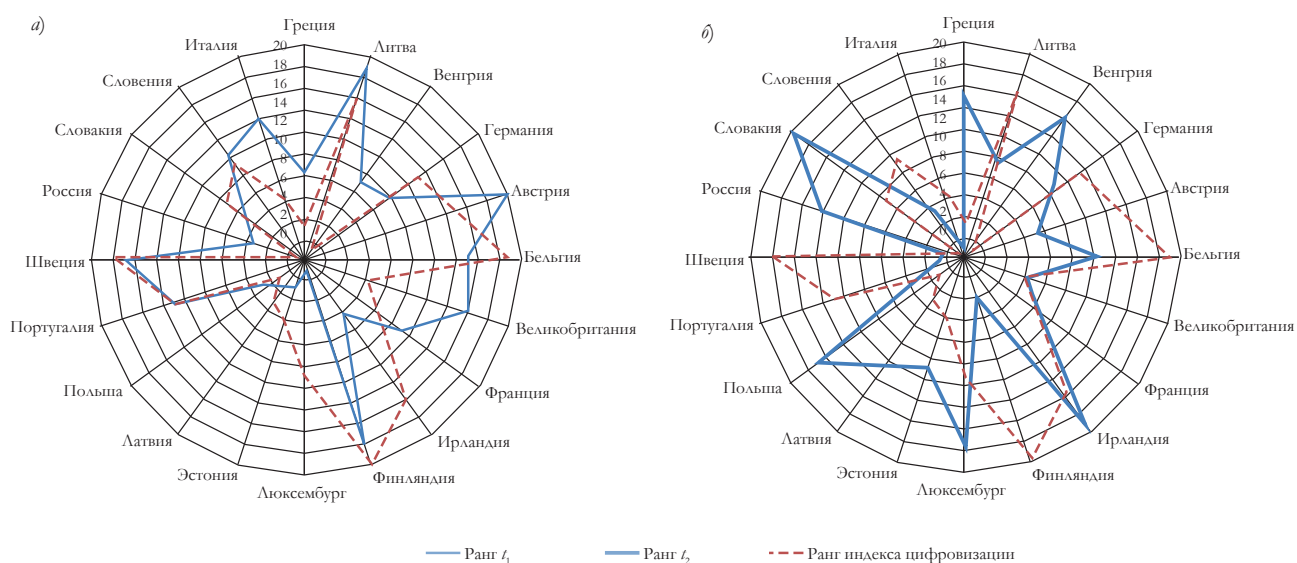 а)
Греция
Литва
Венгрия
Германия
Австрия
Бельгия
Великобритания
Франция
Ирландия
Финляндия
Люксембург
Эстония
Латвия
Польша
Португалия
Швеция
Россия
Словакия
Словения
Италия
20
18
16
14
12
10
8
6
4
2
0
б)
Греция
Литва
Венгрия
Германия
Австрия
Бельгия
Великобритания
Франция
Ирландия
Финляндия
Люксембург
Эстония
Латвия
Польша
Португалия
Швеция
Россия
Словакия
Словения
Италия
20
18
16
14
12
10
8
6
4
2
0
Ранг t₁
Ранг t₂
Ранг индекса цифровизации